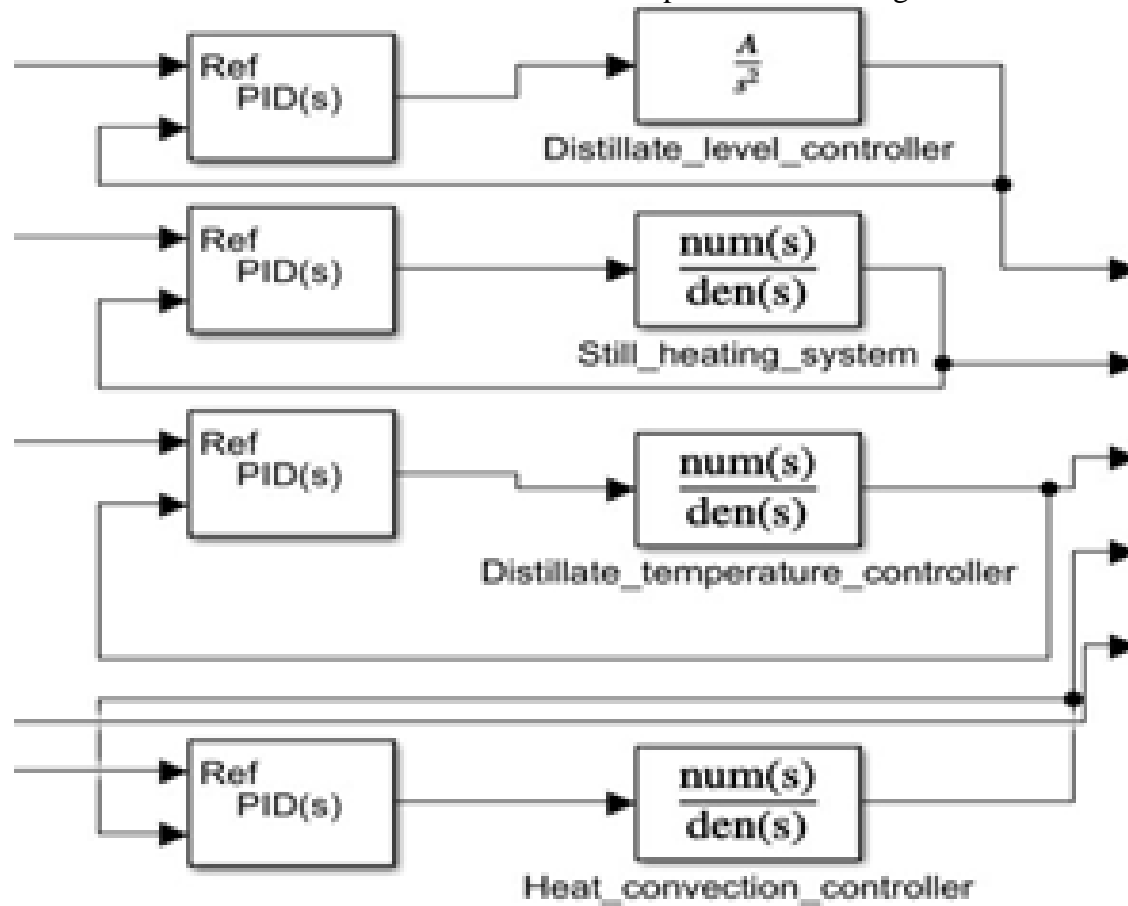 Ref
PID(s)
A
s²
Distillate_level_controller
Ref
PID(s)
num(s)
den(s)
Still_heating_system
Ref
PID(s)
num(s)
den(s)
Distillate_temperature_controller
Ref
PID(s)
num(s)
den(s)
Heat_convection_controller